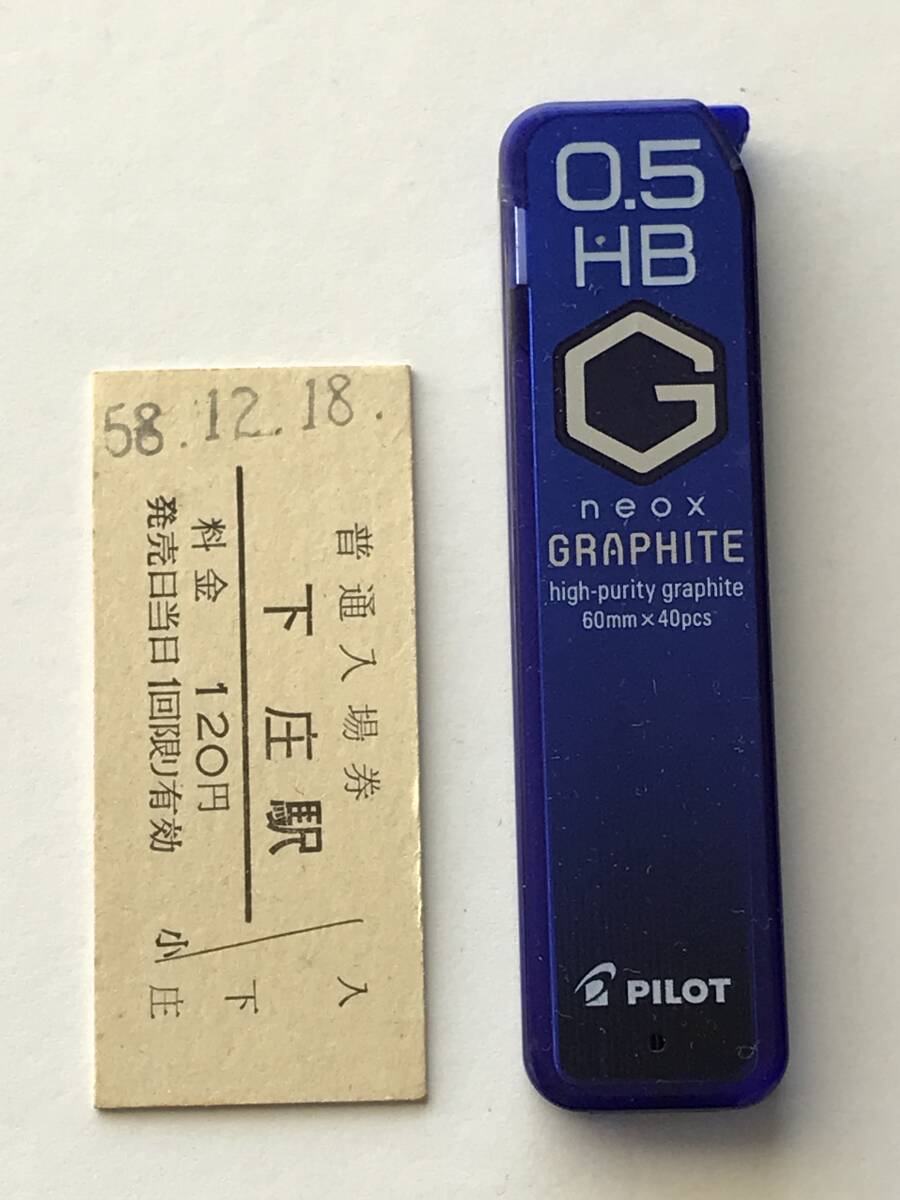 58.12.18.
普通入場券
下庄駅
料金 120円
発売日当日1回限り有効
入
下
小
庄
0.5
HB
G
neox
GRAPHITE
high-purity graphite
60mm×40pcs
PILOT